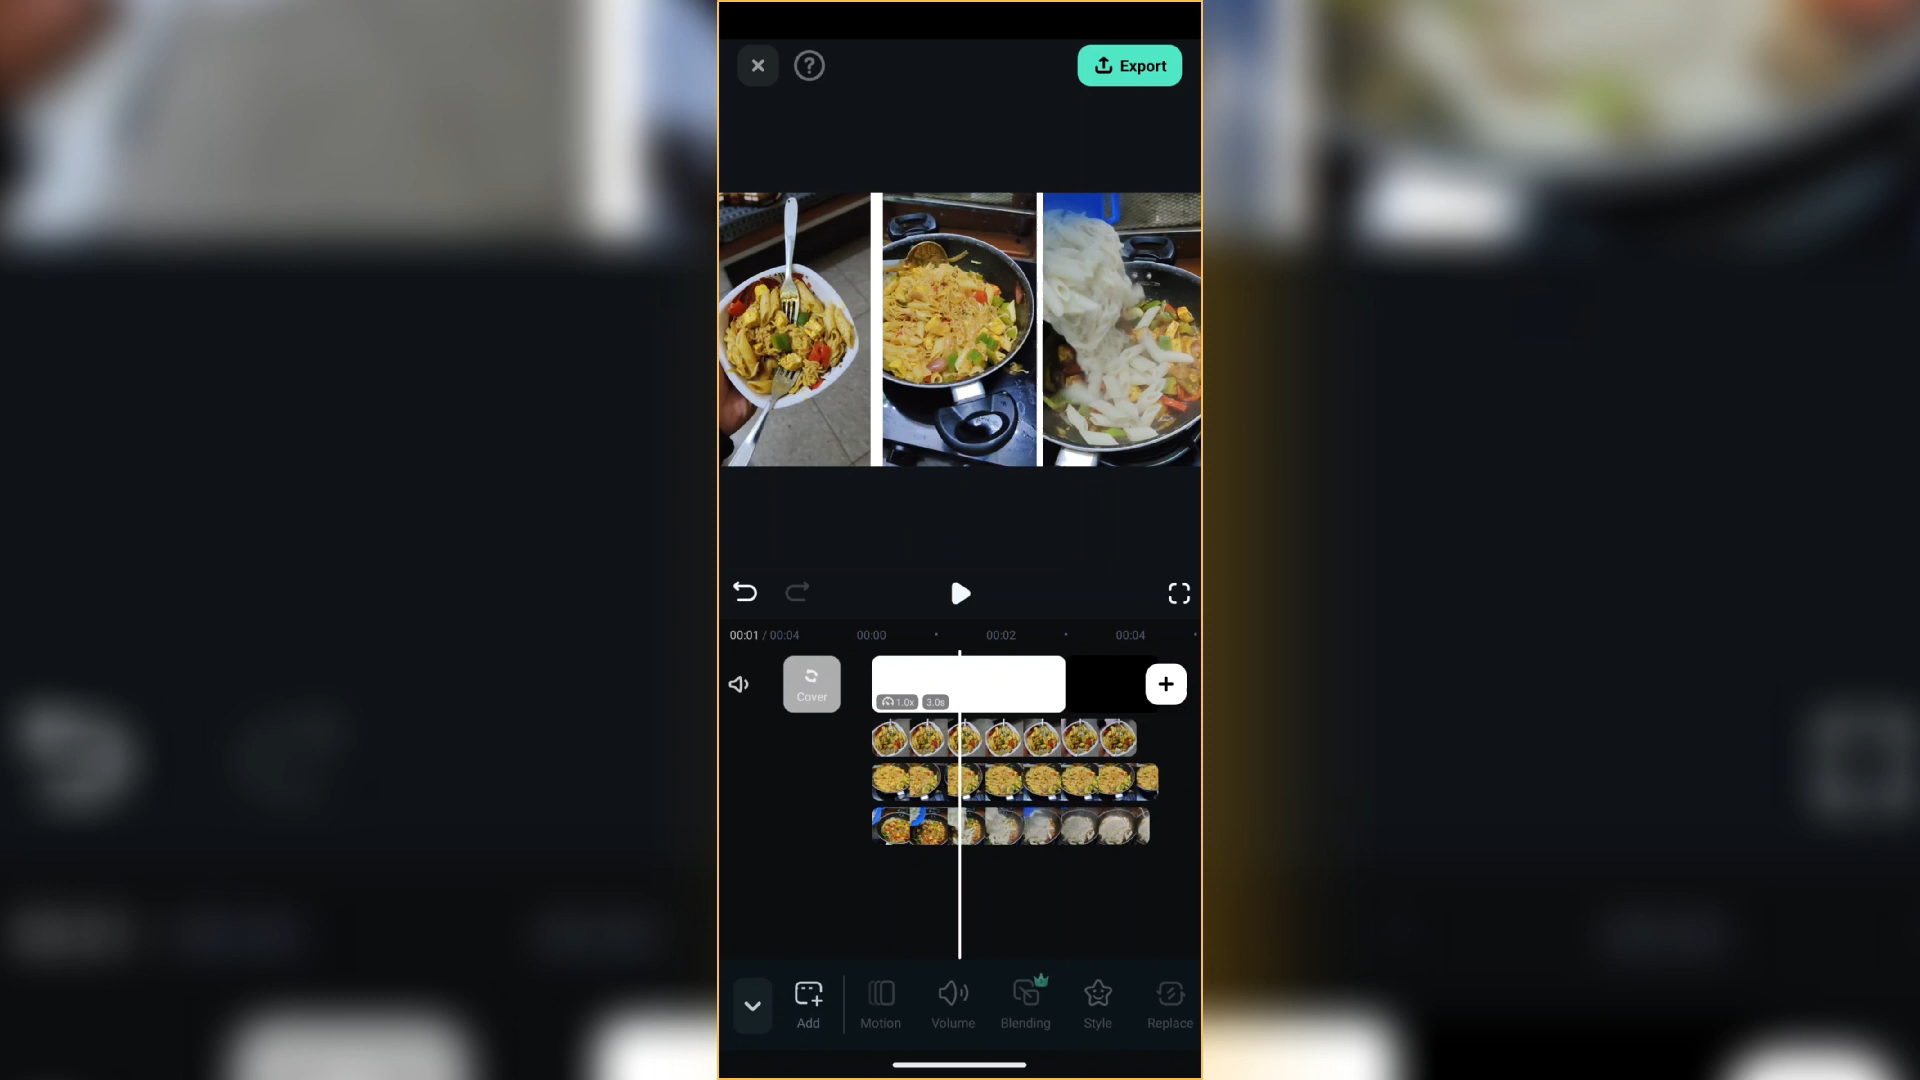 ?
Export
00:01 / 00:04
00:00
00:02
00:04
Cover
1.0x
3.0s
Add
Motion
Volume
Blending
Style
Replace